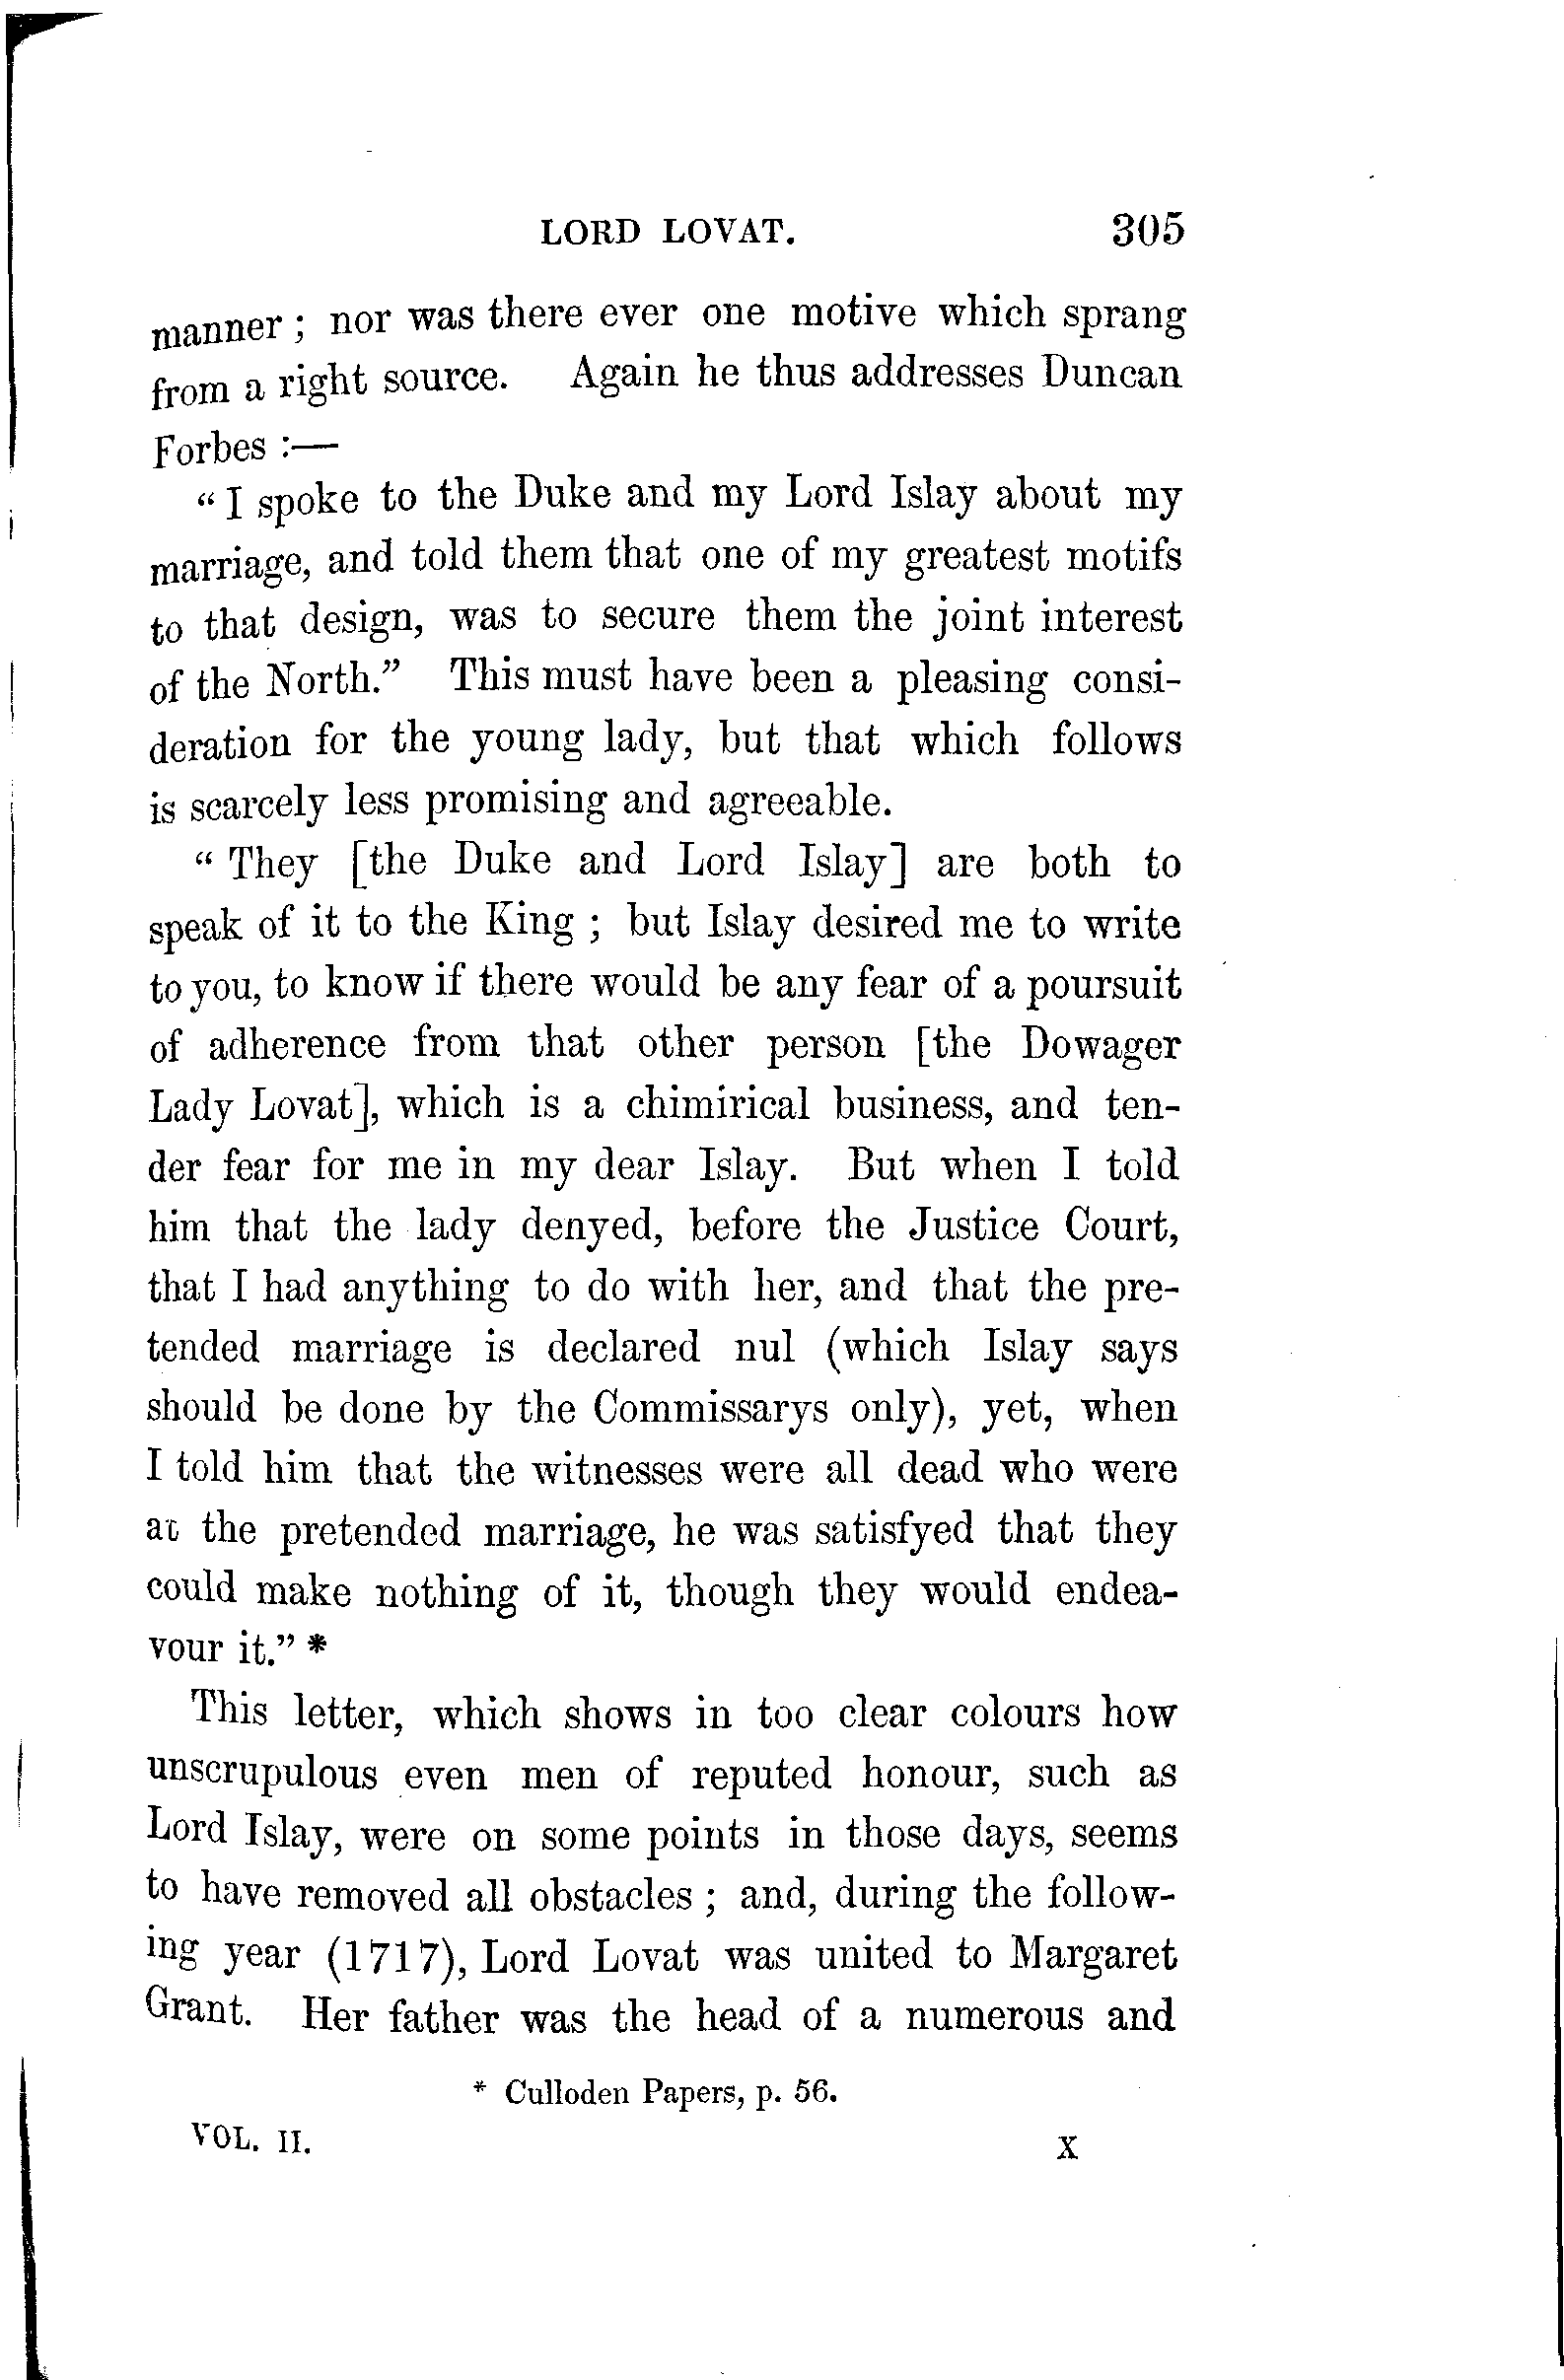 LORD LOVAT. 305
manner ; nor was there ever one motive which sprang
from a right source. Again he thus addresses Duncan
Forbes :—
“ I spoke to the Duke and my Lord Islay about my
marriage, and told them that one of my greatest motifs
to that design, was to secure them the joint interest
of the North.” This must have been a pleasing consi-
deration for the young lady, but that which follows
is scarcely less promising and agreeable.
“ They [the Duke and Lord Islay] are both to
speak of it to the King ; but Islay desired me to write
to you, to know if there would be any fear of a poursuit
of adherence from that other person [the Dowager
Lady Lovat], which is a chimirical business, and ten-
der fear for me in my dear Islay. But when I told
him that the lady denyed, before the Justice Court,
that I had anything to do with her, and that the pre-
tended marriage is declared nul (which Islay says
should be done by the Commissarys only), yet, when
I told him that the witnesses were all dead who were
at the pretended marriage, he was satisfyed that they
could make nothing of it, though they would endea-
vour it.” *
This letter, which shows in too clear colours how
unscrupulous even men of reputed honour, such as
Lord Islay, were on some points in those days, seems
to have removed all obstacles ; and, during the follow-
ing year (1717), Lord Lovat was united to Margaret
Grant. Her father was the head of a numerous and
* Culloden Papers, p. 56.
VOL. II. X